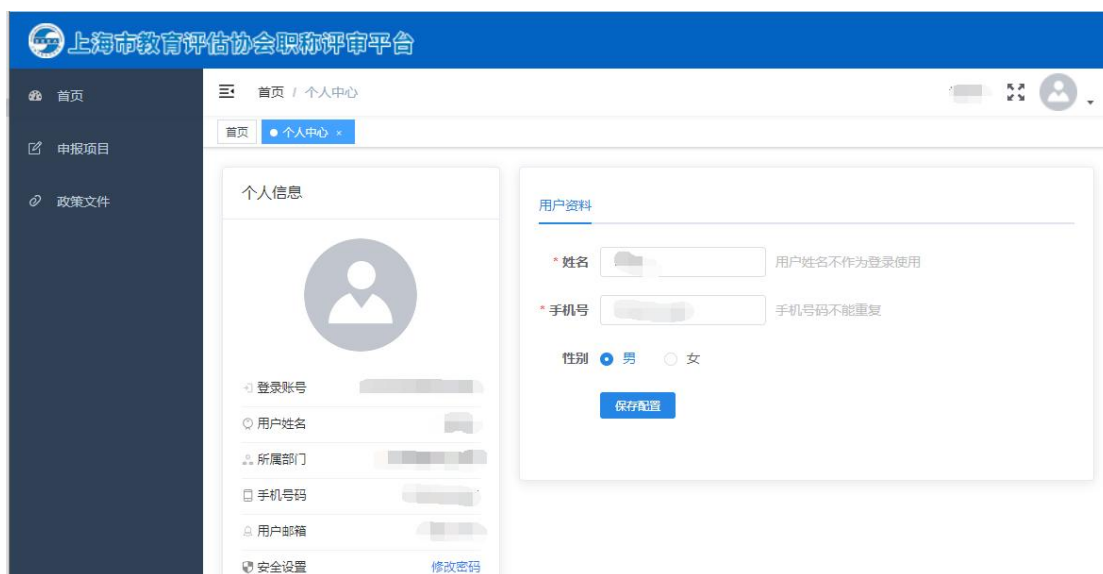 上海市教育评估协会职称评审平台
首页
申报项目
政策文件
首页 / 个人中心
首页
个人中心 ×
个人信息
登录账号
用户姓名
所属部门
手机号码
用户邮箱
安全设置 修改密码
用户资料
* 姓名 用户姓名不作为登录使用
* 手机号 手机号码不能重复
性别 男 女
保存配置